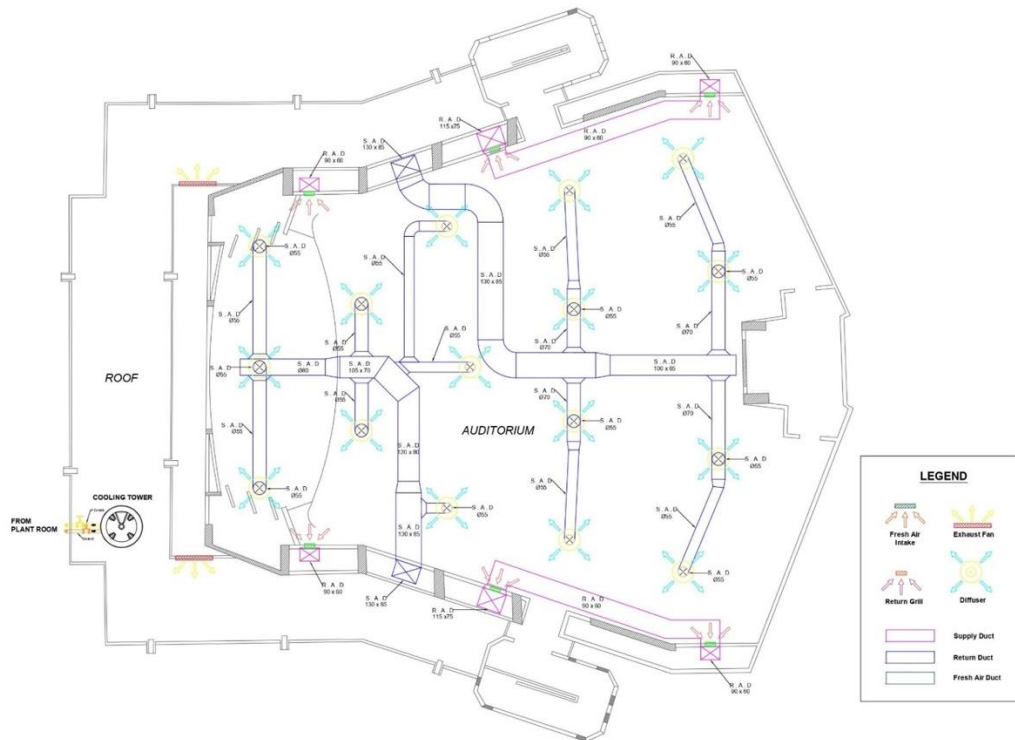 R.A.D
90 x 60
R.A.D
115 x75
R.A.D
90 x 60
S.A.D
130 x 85
R.A.D
90 x 60
S.A.D
Ø55
S.A.D
Ø55
S.A.D
Ø55
S.A.D
Ø55
S.A.D
130 x 85
S.A.D
Ø55
S.A.D
Ø55
S.A.D
Ø55
S.A.D
Ø55
S.A.D
Ø55
S.A.D
Ø70
S.A.D
Ø70
S.A.D
Ø55
ROOF
S.A.D
Ø55
S.A.D
Ø80
S.A.D
105 x 70
S.A.D
100 x 65
S.A.D
Ø55
S.A.D
Ø55
S.A.D
Ø70
S.A.D
Ø70
AUDITORIUM
S.A.D
Ø55
S.A.D
130 x 80
S.A.D
Ø55
S.A.D
Ø55
S.A.D
Ø55
S.A.D
Ø55
S.A.D
Ø55
S.A.D
130 x 85
COOLING TOWER
FROM
PLANT ROOM
S.A.D
Ø55
R.A.D
90 x 60
S.A.D
130 x 85
R.A.D
115 x75
R.A.D
90 x 60
R.A.D
90 x 60
LEGEND
Fresh Air
Intake
Exhaust Fan
Return Grill
Diffuser
Supply Duct
Return Duct
Fresh Air Duct